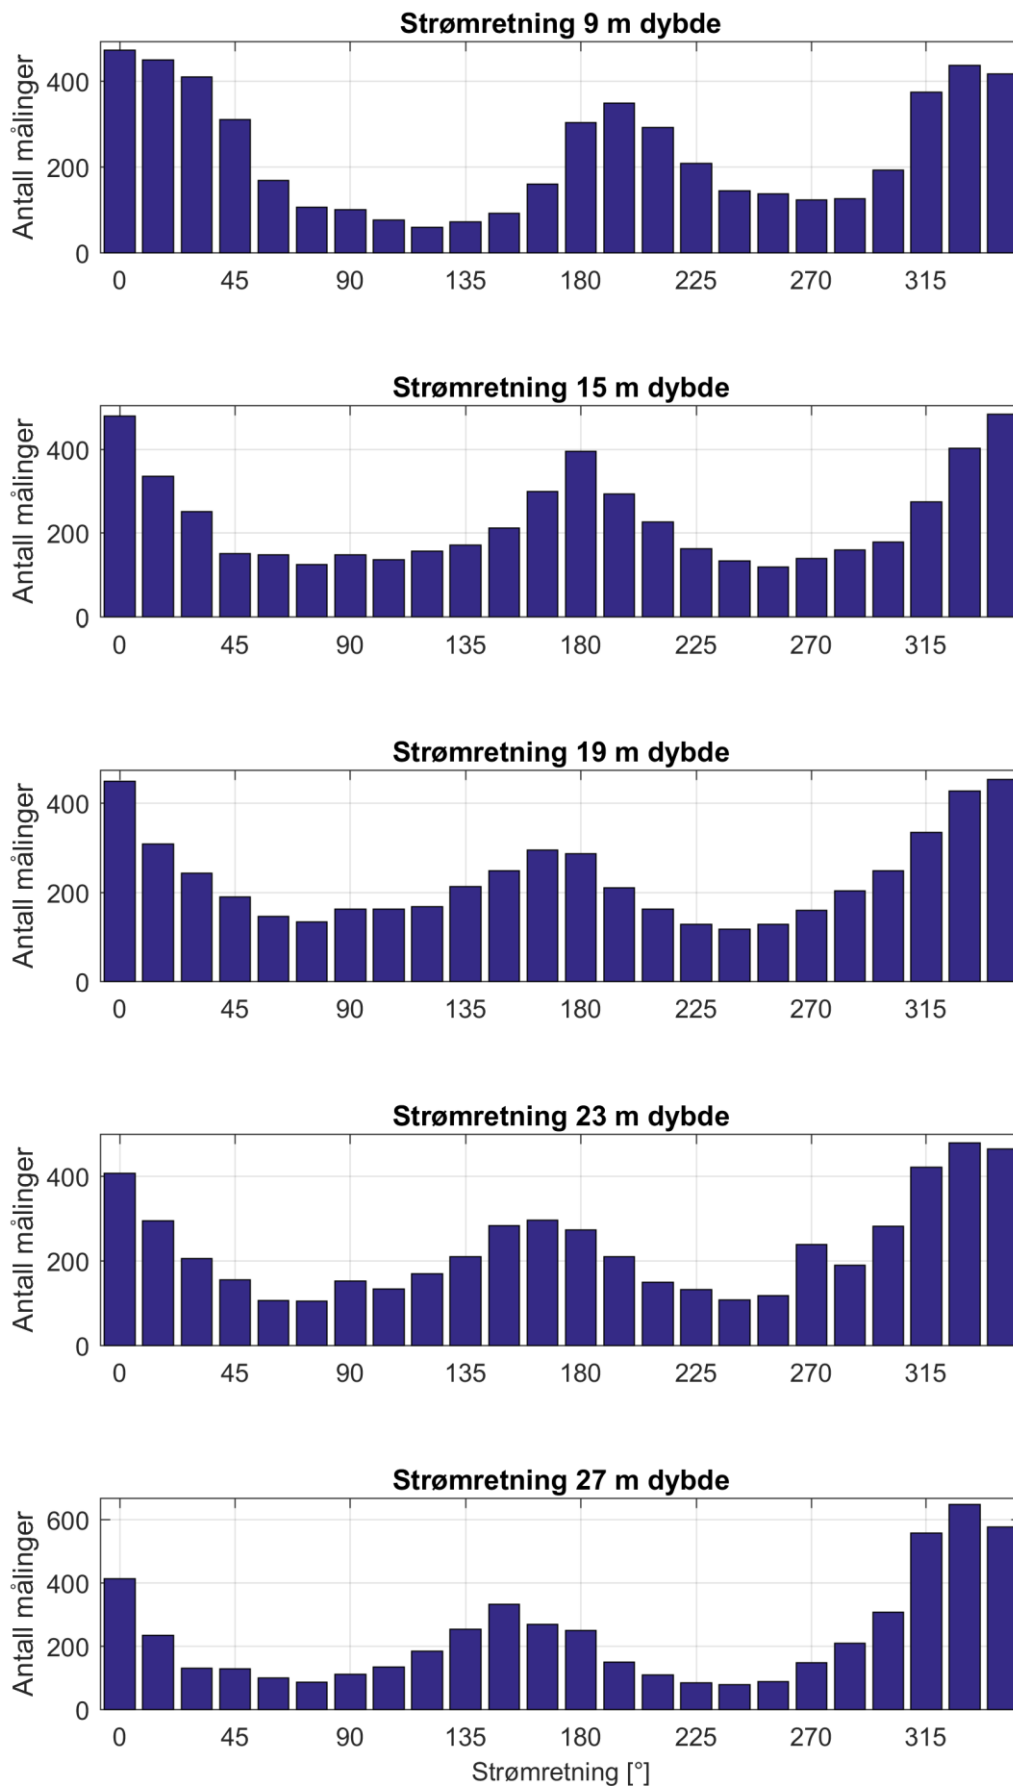 Strømretning 9 m dybde
Antall målinger
400
200
0
0 45 90 135 180 225 270 315
Strømretning 15 m dybde
Antall målinger
400
200
0
0 45 90 135 180 225 270 315
Strømretning 19 m dybde
Antall målinger
400
200
0
0 45 90 135 180 225 270 315
Strømretning 23 m dybde
Antall målinger
400
200
0
0 45 90 135 180 225 270 315
Strømretning 27 m dybde
Antall målinger
600
400
200
0
0 45 90 135 180 225 270 315
Strømretning [°]